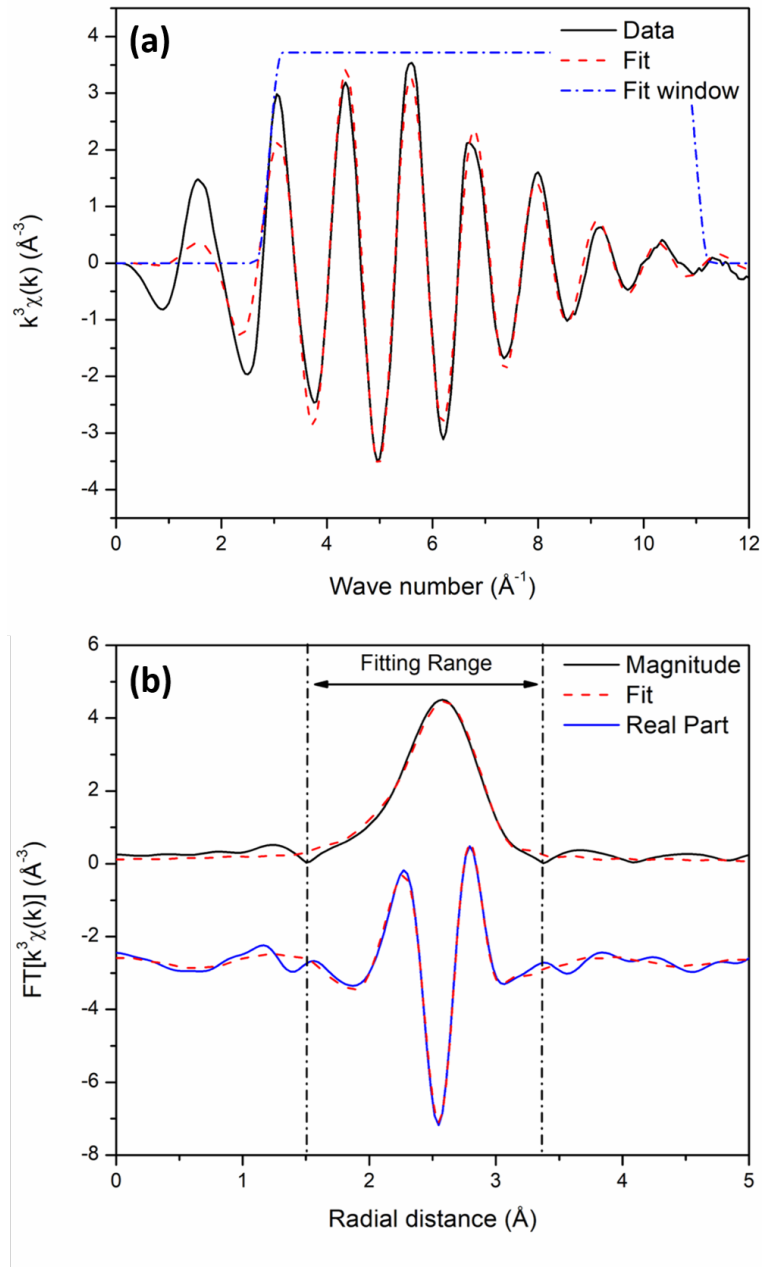 (a)
Data
Fit
Fit window
4
3
2
1
0
-1
-2
-3
-4
k³χ(k) (Å⁻³)
0 2 4 6 8 10 12
Wave number (Å⁻¹)
(b)
Fitting Range
Magnitude
Fit
Real Part
6
4
2
0
-2
-4
-6
-8
FT[k³χ(k)] (Å⁻³)
0 1 2 3 4 5
Radial distance (Å)